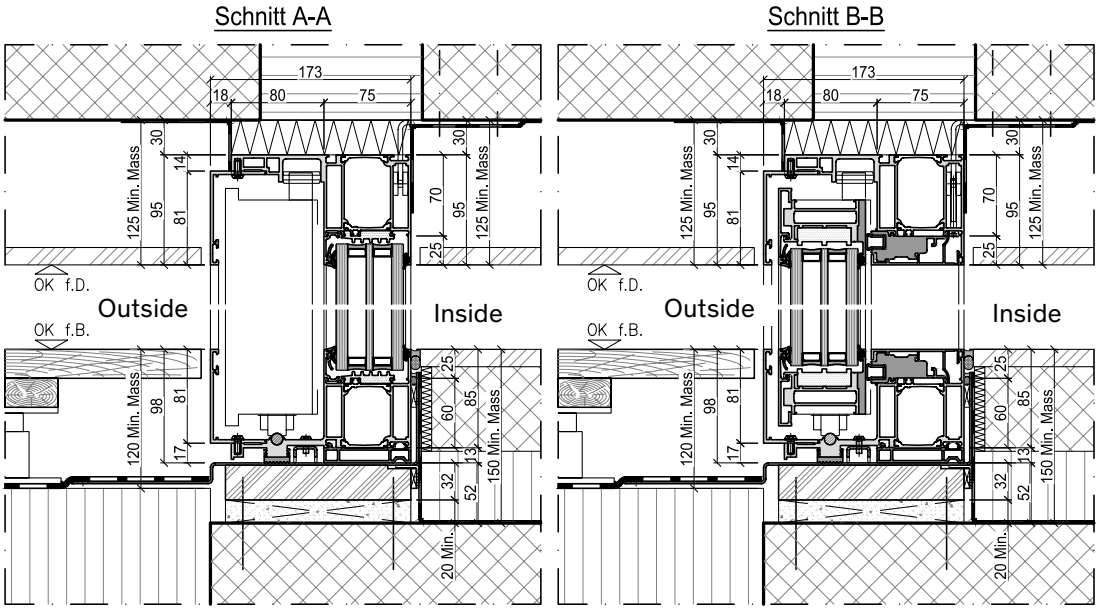 Schnitt A-A
Schnitt B-B
173
18
80
75
30
14
125 Min. Mass
95
81
70
25
30
95
125 Min. Mass
OK f.D.
Outside
Inside
OK f.B.
120 Min. Mass
98
81
17
25
60
85
13
150 Min. Mass
32
52
20 Min.
173
18
80
75
30
14
125 Min. Mass
95
81
70
25
30
95
125 Min. Mass
OK f.D.
Outside
Inside
OK f.B.
120 Min. Mass
98
81
17
25
60
85
13
150 Min. Mass
32
52
20 Min.